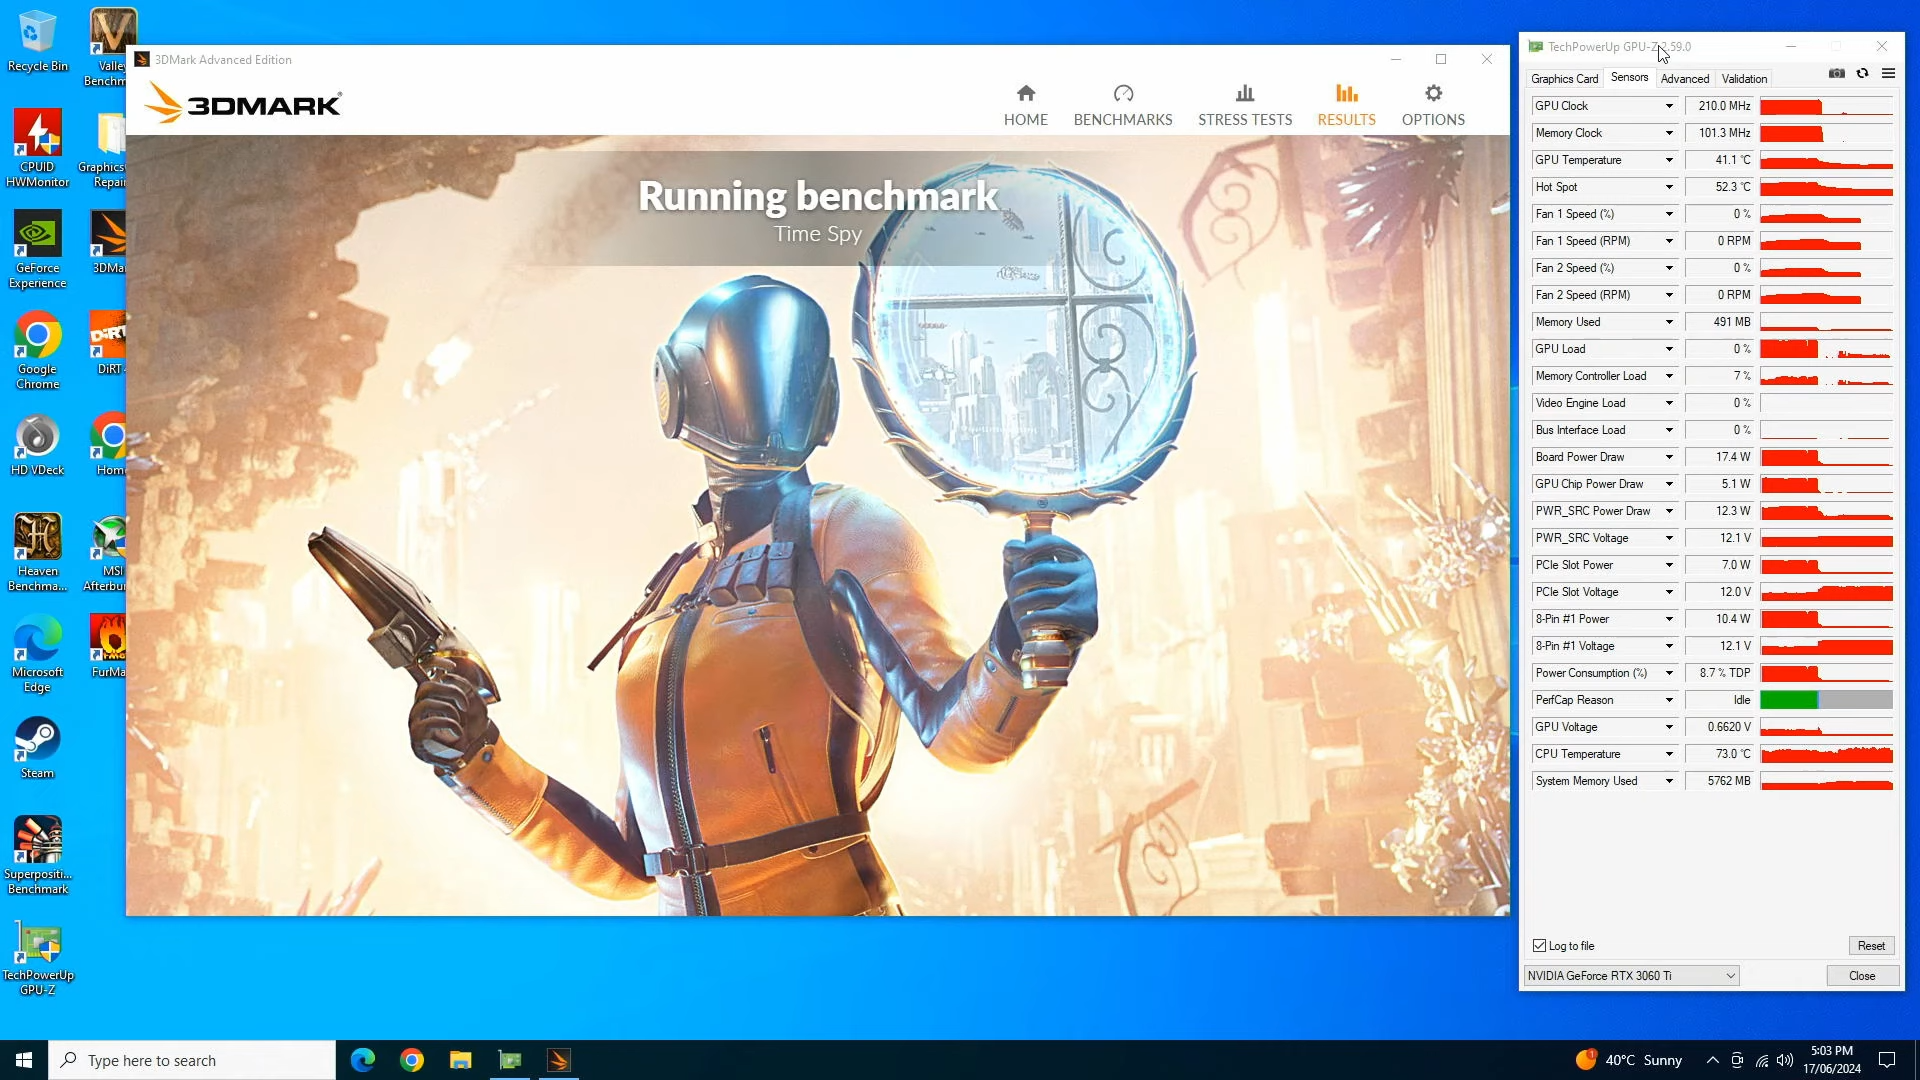 Recycle Bin
Valley
Benchm
CPUID
HWMonitor
Graphics
Repai
GeForce
Experience
3DMa
Google
Chrome
DiRT
HD VDeck
Home
Heaven
Benchma...
MSI
Afterbur
Microsoft
Edge
FurMa
Steam
Superpositi...
Benchmark
TechPowerUp
GPU-Z
3DMark Advanced Edition
3DMARK®
HOME
BENCHMARKS
STRESS TESTS
RESULTS
OPTIONS
Running benchmark
Time Spy
TechPowerUp GPU-Z 2.59.0
Graphics Card Sensors Advanced Validation
GPU Clock 210.0 MHz
Memory Clock 101.3 MHz
GPU Temperature 41.1 °C
Hot Spot 52.3 °C
Fan 1 Speed (%) 0 %
Fan 1 Speed (RPM) 0 RPM
Fan 2 Speed (%) 0 %
Fan 2 Speed (RPM) 0 RPM
Memory Used 491 MB
GPU Load 0 %
Memory Controller Load 7 %
Video Engine Load 0 %
Bus Interface Load 0 %
Board Power Draw 17.4 W
GPU Chip Power Draw 5.1 W
PWR_SRC Power Draw 12.3 W
PWR_SRC Voltage 12.1 V
PCIe Slot Power 7.0 W
PCIe Slot Voltage 12.0 V
8-Pin #1 Power 10.4 W
8-Pin #1 Voltage 12.1 V
Power Consumption (%) 8.7 % TDP
PerfCap Reason Idle
GPU Voltage 0.6620 V
CPU Temperature 73.0 °C
System Memory Used 5762 MB
Log to file
Reset
NVIDIA GeForce RTX 3060 Ti
Close
Type here to search
40°C Sunny
5:03 PM
17/06/2024